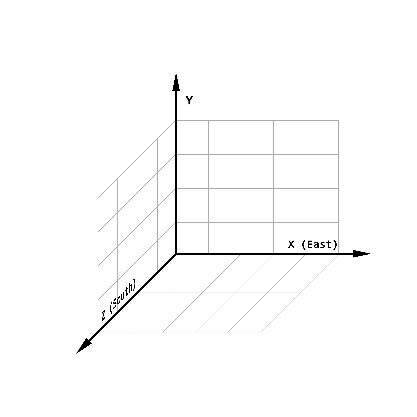 Y
X (East)
Z (South)